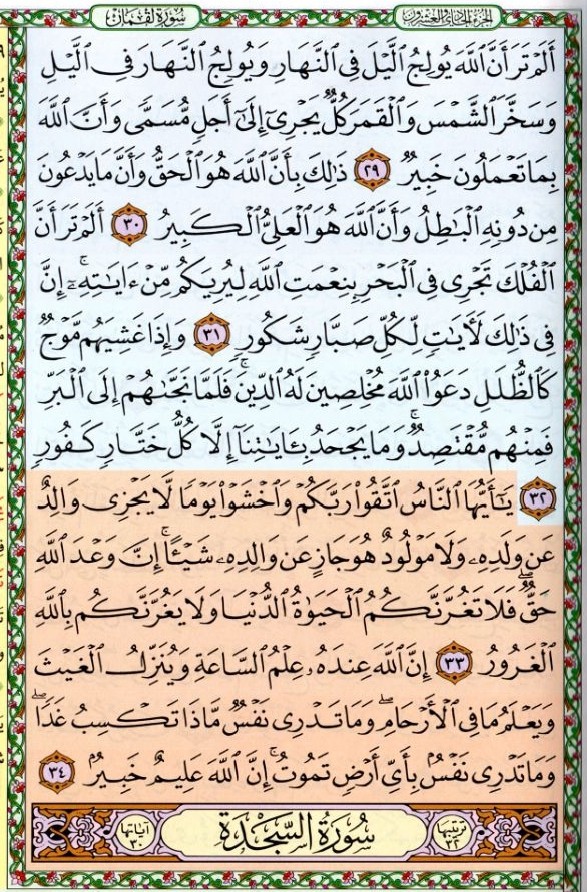 الجزء الحادي والعشرون
سورة لقمان
أَلَمْ تَرَ أَنَّ ٱللَّهَ يُولِجُ ٱلَّيْلَ فِى ٱلنَّهَارِ وَيُولِجُ ٱلنَّهَارَ فِى ٱلَّيْلِ
وَسَخَّرَ ٱلشَّمْسَ وَٱلْقَمَرَ كُلٌّ يَجْرِىٓ إِلَىٰٓ أَجَلٍ مُّسَمًّى وَأَنَّ ٱللَّهَ
بِمَا تَعْمَلُونَ خَبِيرٌ ٢٩ ذَٰلِكَ بِأَنَّ ٱللَّهَ هُوَ ٱلْحَقُّ وَأَنَّ مَا يَدْعُونَ
مِن دُونِهِ ٱلْبَٰطِلُ وَأَنَّ ٱللَّهَ هُوَ ٱلْعَلِىُّ ٱلْكَبِيرُ ٣٠ أَلَمْ تَرَ أَنَّ
ٱلْفُلْكَ تَجْرِى فِى ٱلْبَحْرِ بِنِعْمَتِ ٱللَّهِ لِيُرِيَكُم مِّنْ ءَايَٰتِهِۦٓ ۚ إِنَّ
فِى ذَٰلِكَ لَءَايَٰتٍ لِّكُلِّ صَبَّارٍ شَكُورٍ ٣١ وَإِذَا غَشِيَهُم مَّوْجٌ
كَٱلظُّلَلِ دَعَوُا۟ ٱللَّهَ مُخْلِصِينَ لَهُ ٱلدِّينَ فَلَمَّا نَجَّىٰهُمْ إِلَى ٱلْبَرِّ
فَمِنْهُم مُّقْتَصِدٌ ۚ وَمَا يَجْحَدُ بِـَٔايَٰتِنَآ إِلَّا كُلُّ خَتَّارٍ كَفُورٍ
٣٢ يَٰٓأَيُّهَا ٱلنَّاسُ ٱتَّقُوا۟ رَبَّكُمْ وَٱخْشَوْا۟ يَوْمًا لَّا يَجْزِى وَالِدٌ
عَن وَلَدِهِۦ وَلَا مَوْلُودٌ هُوَ جَازٍ عَن وَالِدِهِۦ شَيْـًٔا ۚ إِنَّ وَعْدَ ٱللَّهِ
حَقٌّ ۖ فَلَا تَغُرَّنَّكُمُ ٱلْحَيَوٰةُ ٱلدُّنْيَا وَلَا يَغُرَّنَّكُم بِٱللَّهِ
ٱلْغَرُورُ ٣٣ إِنَّ ٱللَّهَ عِندَهُۥ عِلْمُ ٱلسَّاعَةِ وَيُنَزِّلُ ٱلْغَيْثَ
وَيَعْلَمُ مَا فِى ٱلْأَرْحَامِ ۖ وَمَا تَدْرِى نَفْسٌ مَّاذَا تَكْسِبُ غَدًا ۖ
وَمَا تَدْرِى نَفْسٌۢ بِأَىِّ أَرْضٍ تَمُوتُ ۚ إِنَّ ٱللَّهَ عَلِيمٌ خَبِيرٌۢ ٣٤
ترتيبها ٣٢
سُورَةُ السَّجْدَةِ
آياتها ٣٠